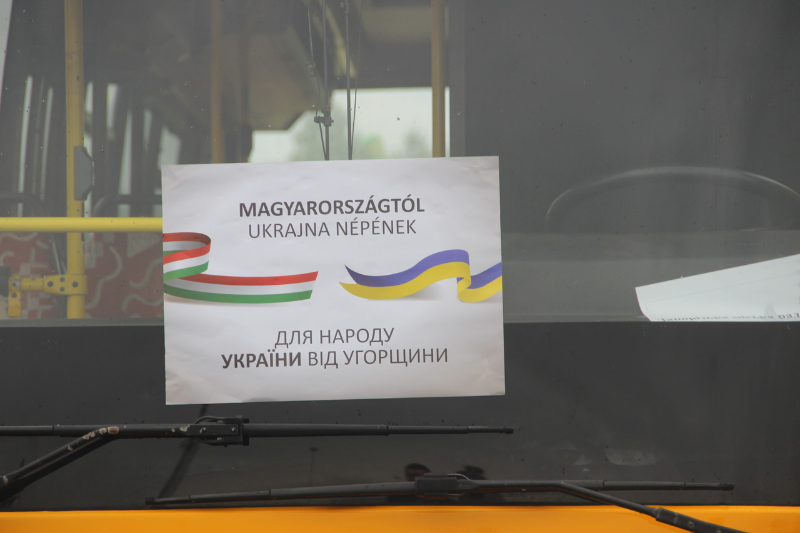 MAGYARORSZÁGTÓL
UKRAJNA NÉPÉNEK
ДЛЯ НАРОДУ
УКРАЇНИ ВІД УГОРЩИНИ